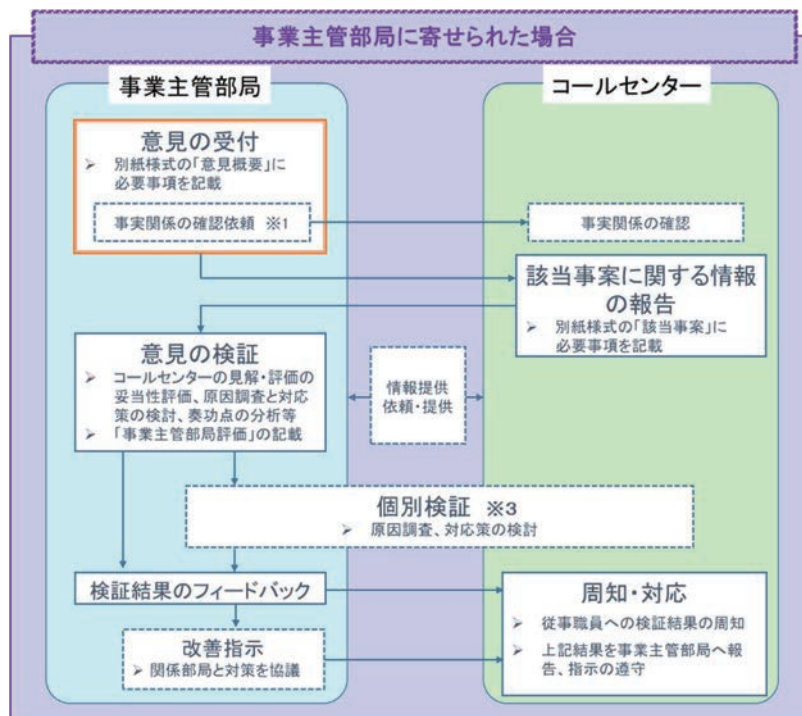 事業主管部局に寄せられた場合
事業主管部局
コールセンター
意見の受付
➢ 別紙様式の「意見概要」に
必要事項を記載
事実関係の確認依頼 ※1
事実関係の確認
該当事案に関する情報
の報告
➢ 別紙様式の「該当事案」に
必要事項を記載
意見の検証
➢ コールセンターの見解・評価の
妥当性評価、原因調査と対応
策の検討、奏功点の分析等
➢ 「事業主管部局評価」の記載
情報提供
依頼・提供
個別検証 ※3
➢ 原因調査、対応策の検討
検証結果のフィードバック
改善指示
➢ 関係部局と対策を協議
周知・対応
➢ 従事職員への検証結果の周知
➢ 上記結果を事業主管部局へ報
告、指示の遵守